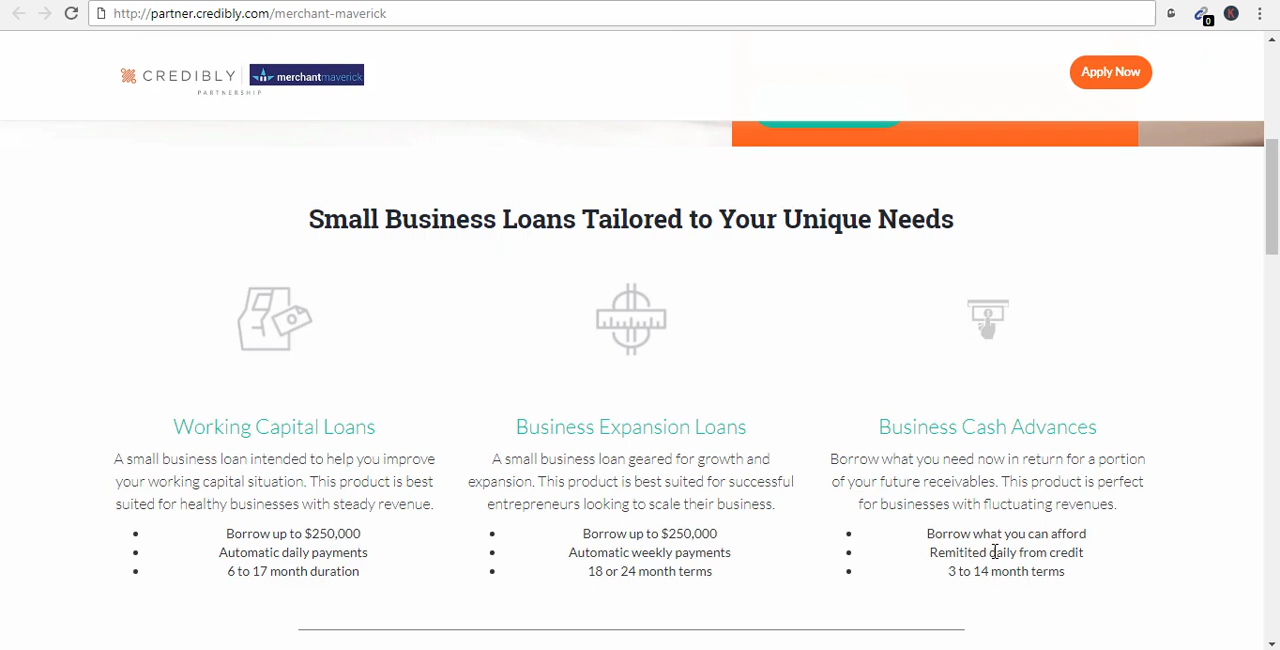 http://partner.credibly.com/merchant-maverick
0
K
CREDIBLY
merchantmaverick
PARTNERSHIP
Apply Now
Small Business Loans Tailored to Your Unique Needs
Working Capital Loans
A small business loan intended to help you improve
your working capital situation. This product is best
suited for healthy businesses with steady revenue.
• Borrow up to $250,000
• Automatic daily payments
• 6 to 17 month duration
Business Expansion Loans
A small business loan geared for growth and
expansion. This product is best suited for successful
entrepreneurs looking to scale their business.
• Borrow up to $250,000
• Automatic weekly payments
• 18 or 24 month terms
Business Cash Advances
Borrow what you need now in return for a portion
of your future receivables. This product is perfect
for businesses with fluctuating revenues.
• Borrow what you can afford
• Remitited daily from credit
• 3 to 14 month terms